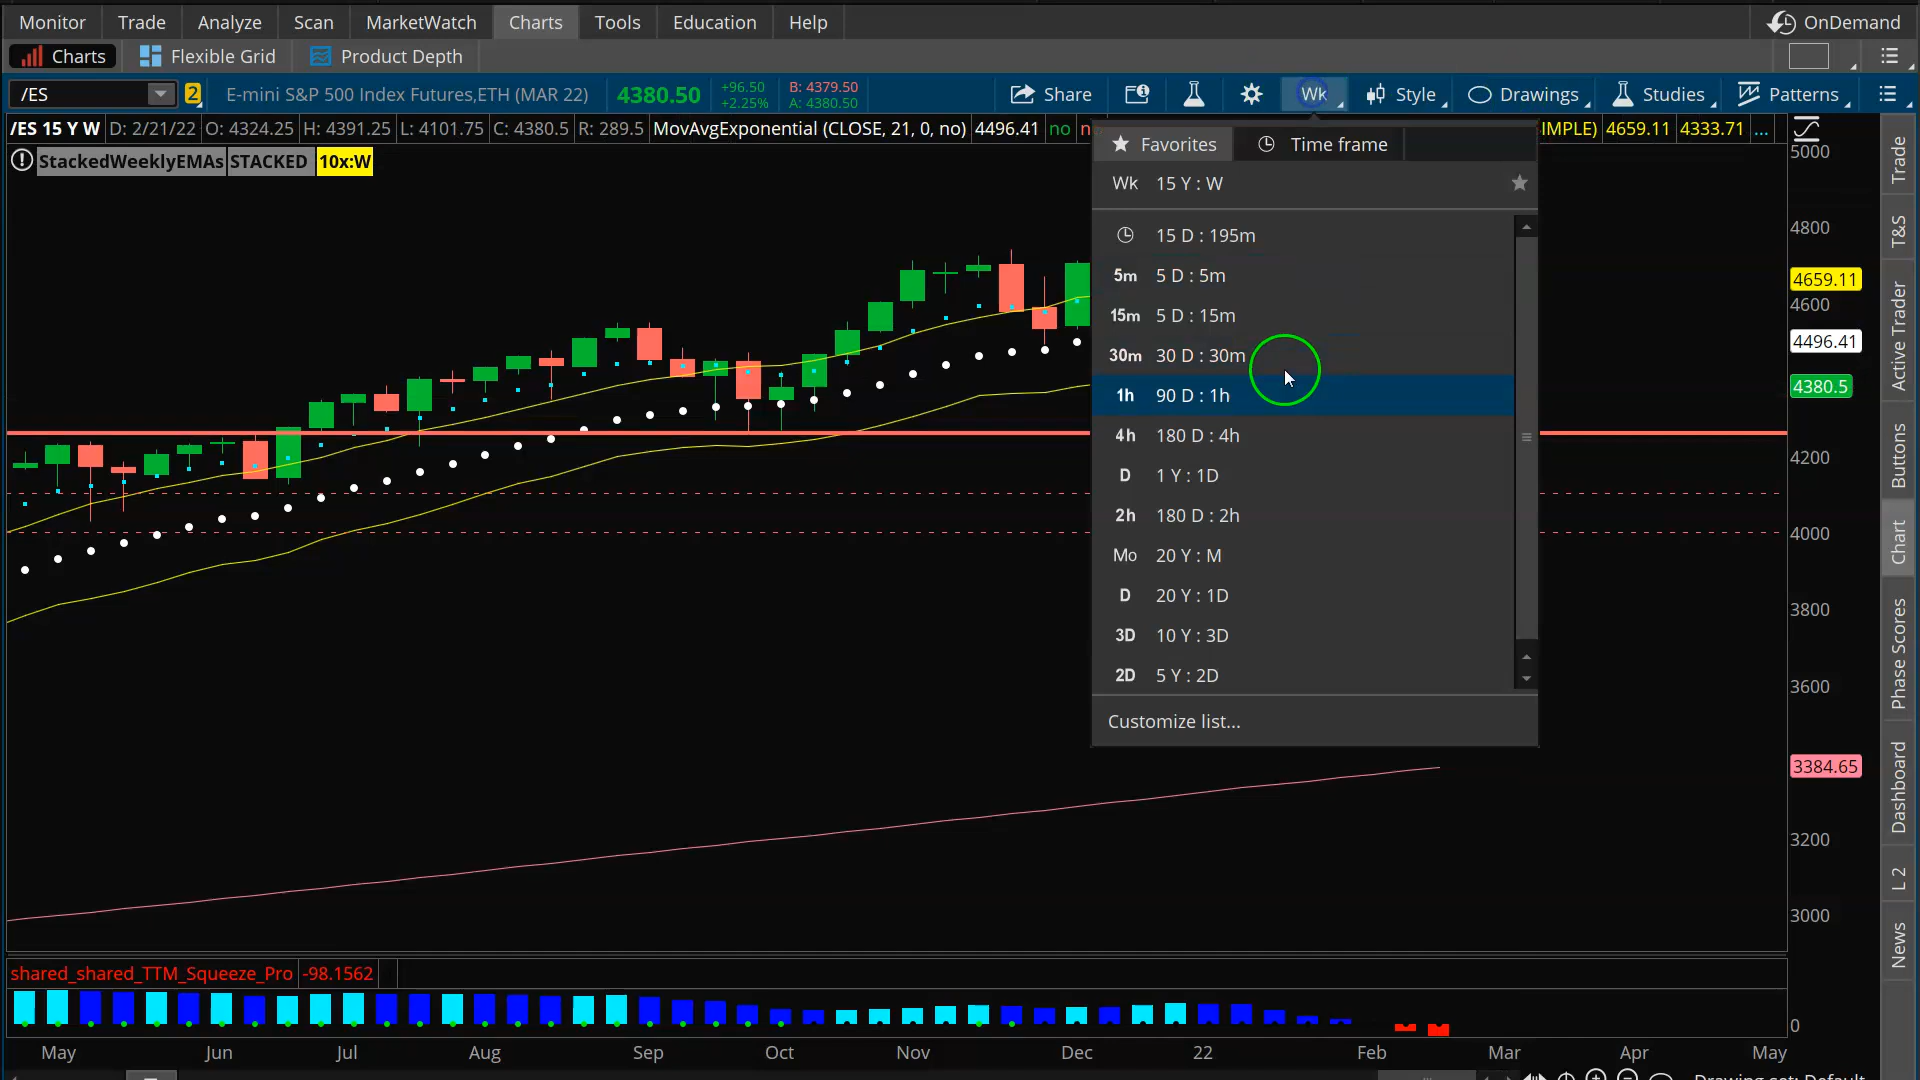 Monitor Trade Analyze Scan MarketWatch Charts Tools Education Help OnDemand
Charts Flexible Grid Product Depth
/ES 2 E-mini S&P 500 Index Futures,ETH (MAR 22) 4380.50 +96.50 +2.25% B: 4379.50 A: 4380.50 Share Wk Style Drawings Studies Patterns
/ES 15 Y W D: 2/21/22 O: 4324.25 H: 4391.25 L: 4101.75 C: 4380.5 R: 289.5 MovAvgExponential (CLOSE, 21, 0, no) 4496.41 no IMPLE) 4659.11 4333.71 ...
StackedWeeklyEMAs STACKED 10x:W
Favorites Time frame
Wk 15 Y : W
15 D : 195m
5m 5 D : 5m
15m 5 D : 15m
30m 30 D : 30m
1h 90 D : 1h
4h 180 D : 4h
D 1 Y : 1D
2h 180 D : 2h
Mo 20 Y : M
D 20 Y : 1D
3D 10 Y : 3D
2D 5 Y : 2D
Customize list...
5000
4800
4659.11
4600
4496.41
4380.5
4200
4000
3800
3600
3384.65
3200
3000
0
Trade
T&S
Active Trader
Buttons
Chart
Phase Scores
Dashboard
L 2
News
shared_shared_TTM_Squeeze_Pro -98.1562
May Jun Jul Aug Sep Oct Nov Dec 22 Feb Mar Apr May
Drawing set: Default